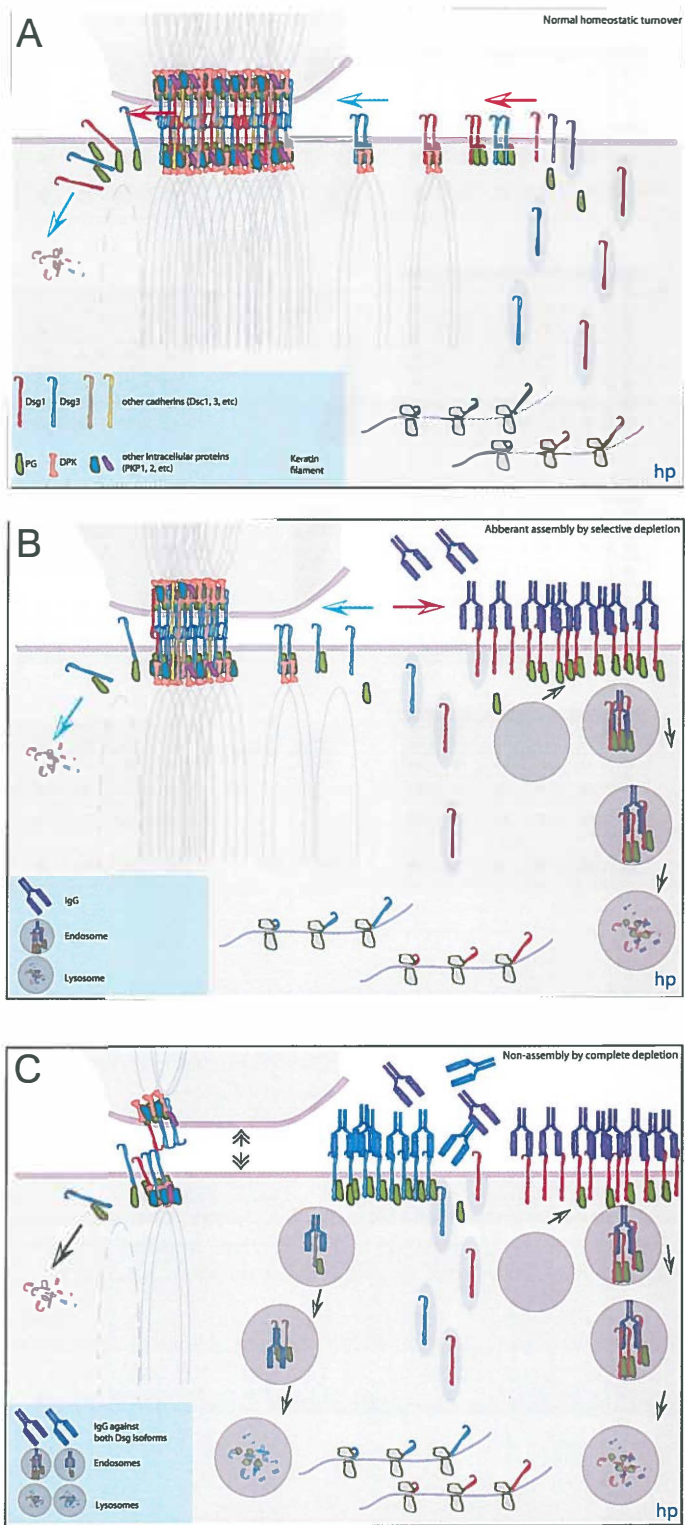 A
Normal homeostatic turnover
Dsg1
Dsg3
other cadherins (Dsc1, 3, etc)
PG
DPK
other intracellular proteins
(PKP1, 2, etc)
Keratin
filament
hp
B
Abberant assembly by selective depletion
IgG
Endosome
Lysosome
hp
C
Non-assembly by complete depletion
IgG against
both Dsg Isoforms
Endosomes
Lysosomes
hp